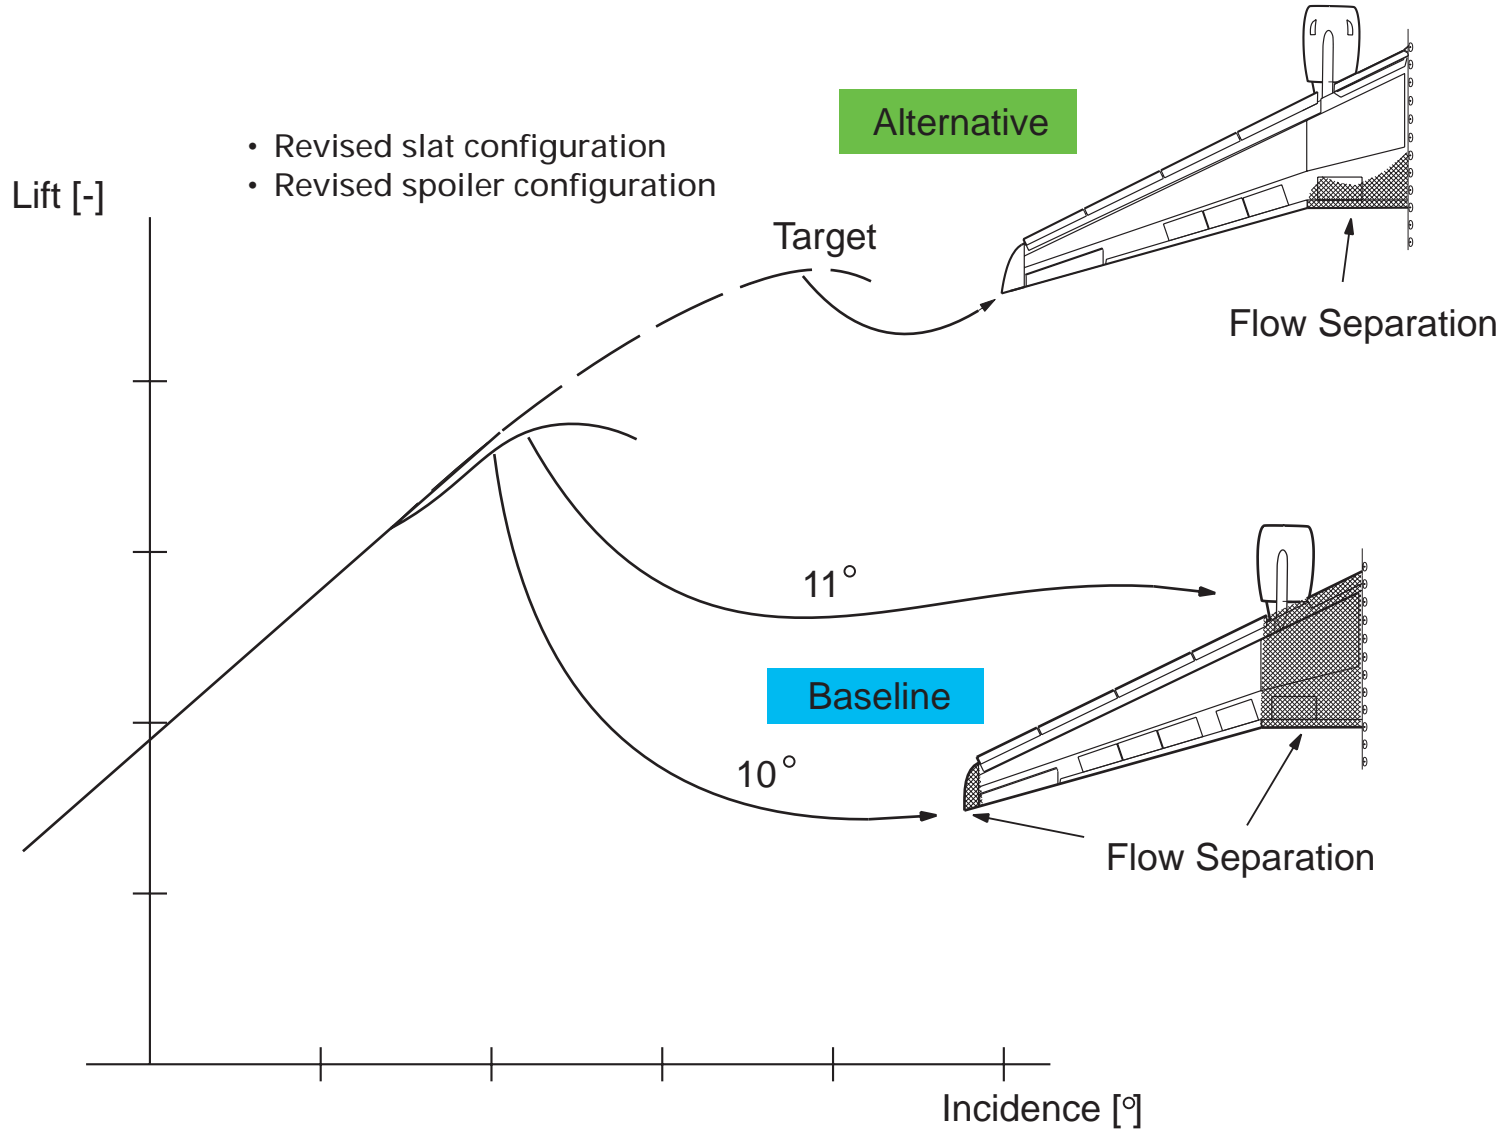 Alternative
• Revised slat configuration
• Revised spoiler configuration
Lift [-]
Target
Flow Separation
11°
Baseline
10°
Flow Separation
Incidence [°]